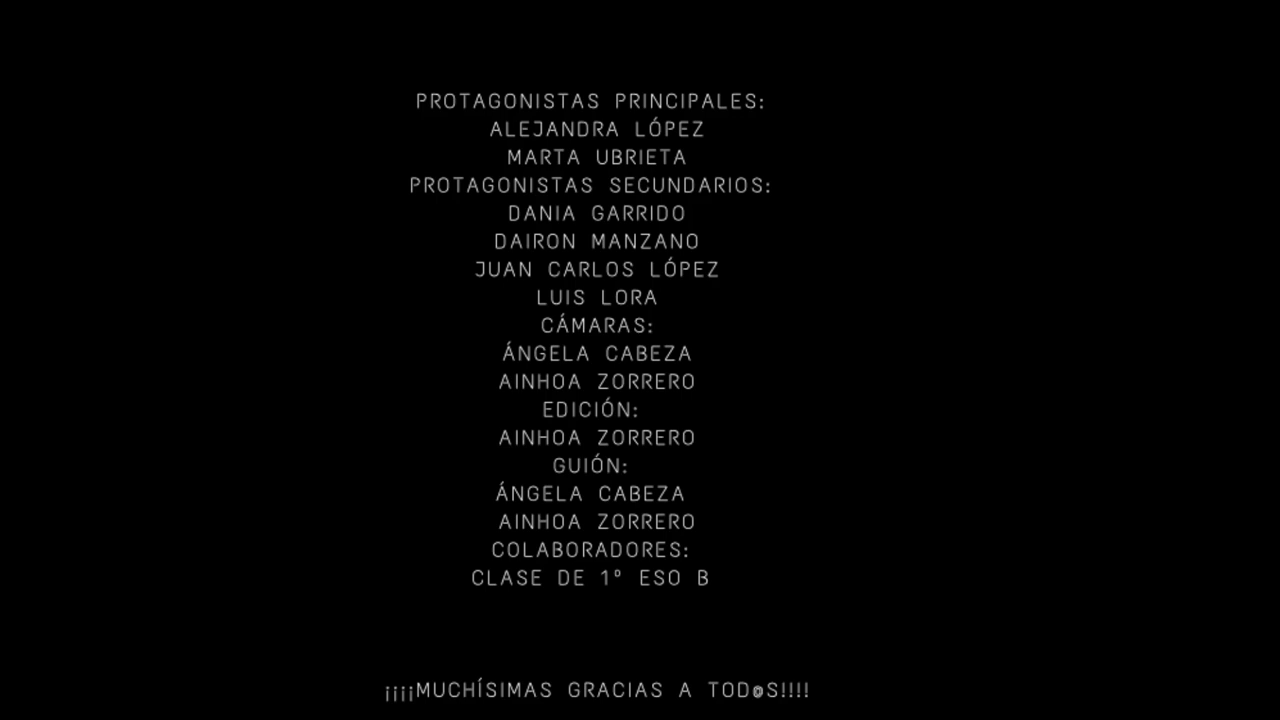 PROTAGONISTAS PRINCIPALES:
ALEJANDRA LÓPEZ
MARTA UBRIETA
PROTAGONISTAS SECUNDARIOS:
DANIA GARRIDO
DAIRON MANZANO
JUAN CARLOS LÓPEZ
LUIS LORA
CÁMARAS:
ÁNGELA CABEZA
AINHOA ZORRERO
EDICIÓN:
AINHOA ZORRERO
GUIÓN:
ÁNGELA CABEZA
AINHOA ZORRERO
COLABORADORES:
CLASE DE 1º ESO B
¡¡¡¡MUCHÍSIMAS GRACIAS A TOD@S!!!!